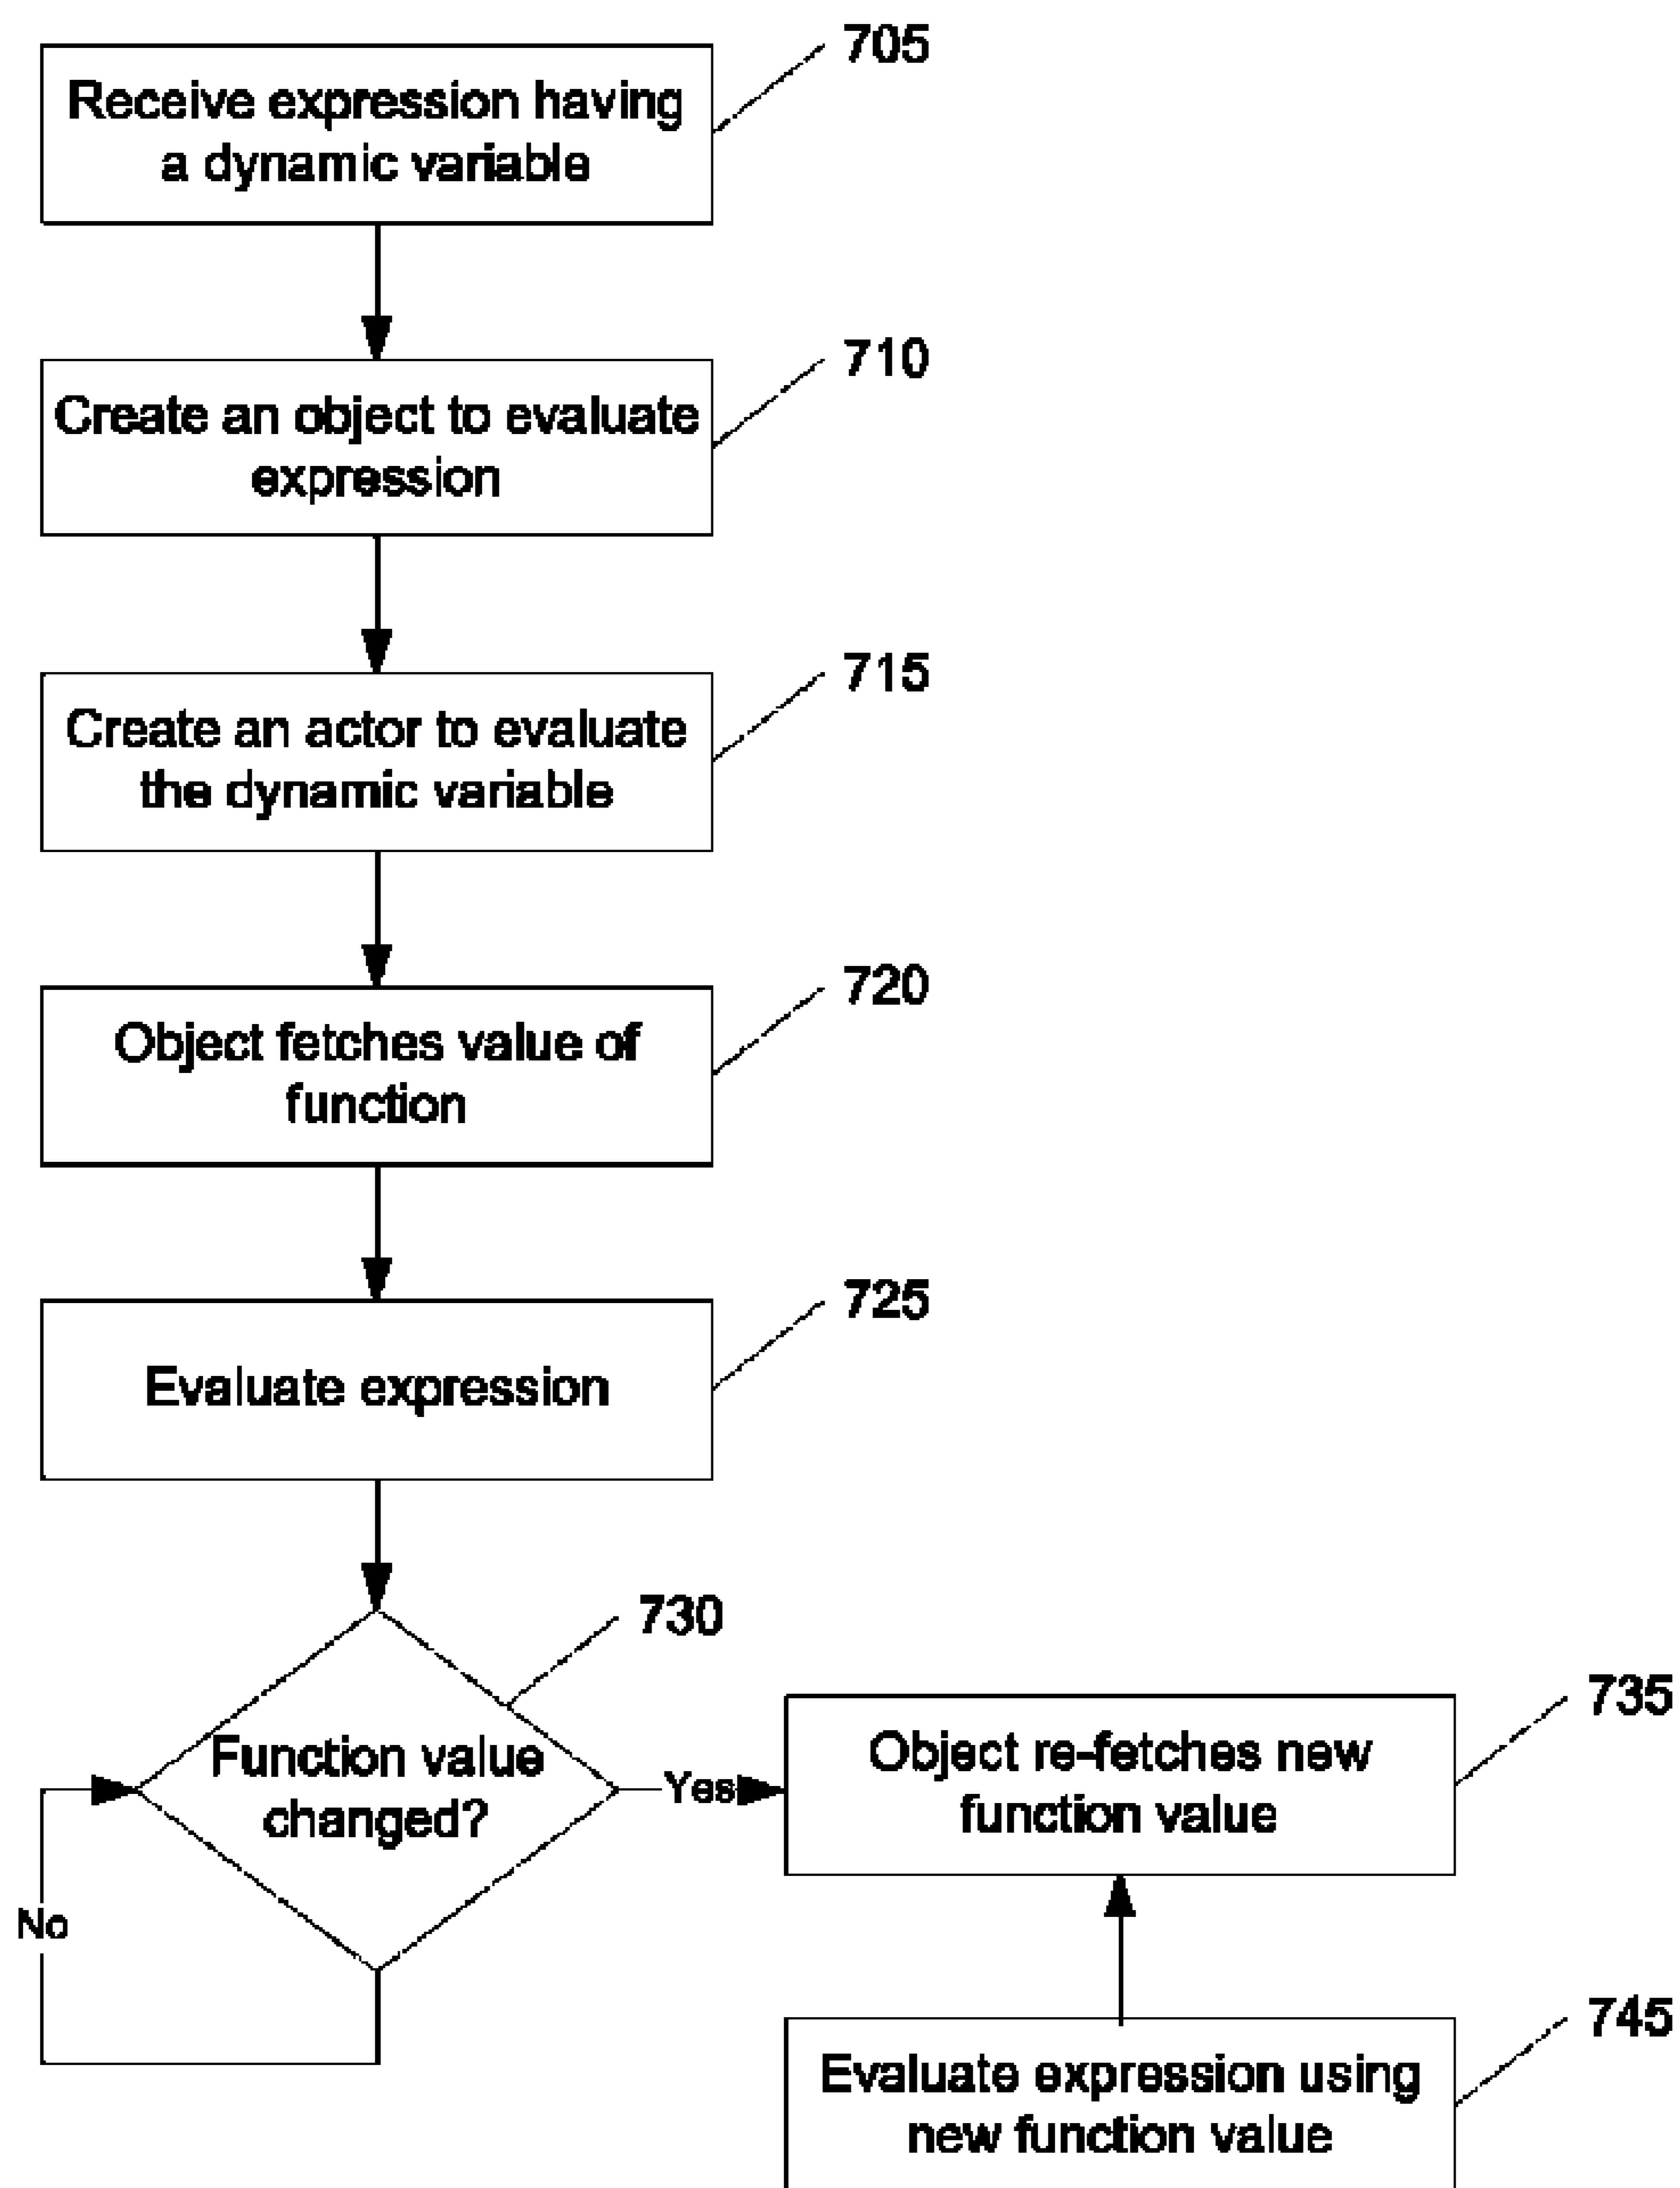 705
Receive expression having
a dynamic variable
710
Create an object to evaluate
expression
715
Create an actor to evaluate
the dynamic variable
720
Object fetches value of
function
725
Evaluate expression
730
Function value
changed?
Yes
No
735
Object re-fetches new
function value
745
Evaluate expression using
new function value